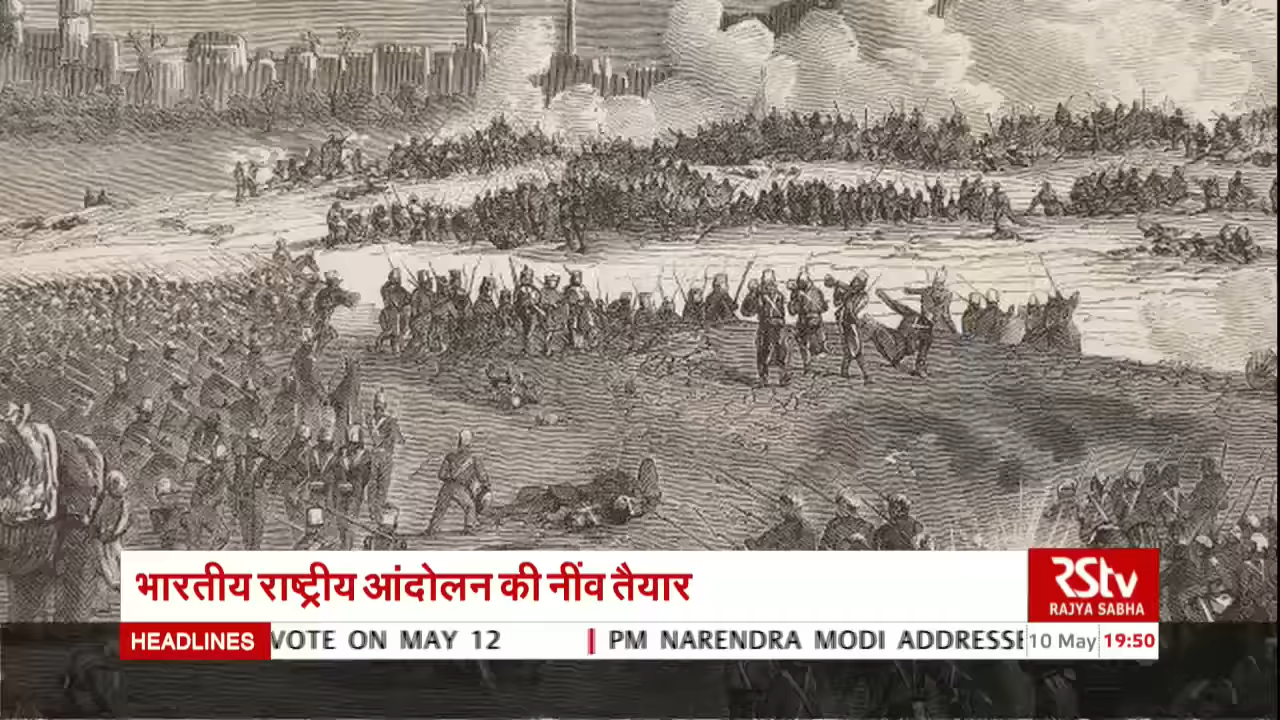 भारतीय राष्ट्रीय आंदोलन की नींव तैयार
RStv
RAJYA SABHA
HEADLINES VOTE ON MAY 12 PM NARENDRA MODI ADDRESSE 10 May 19:50